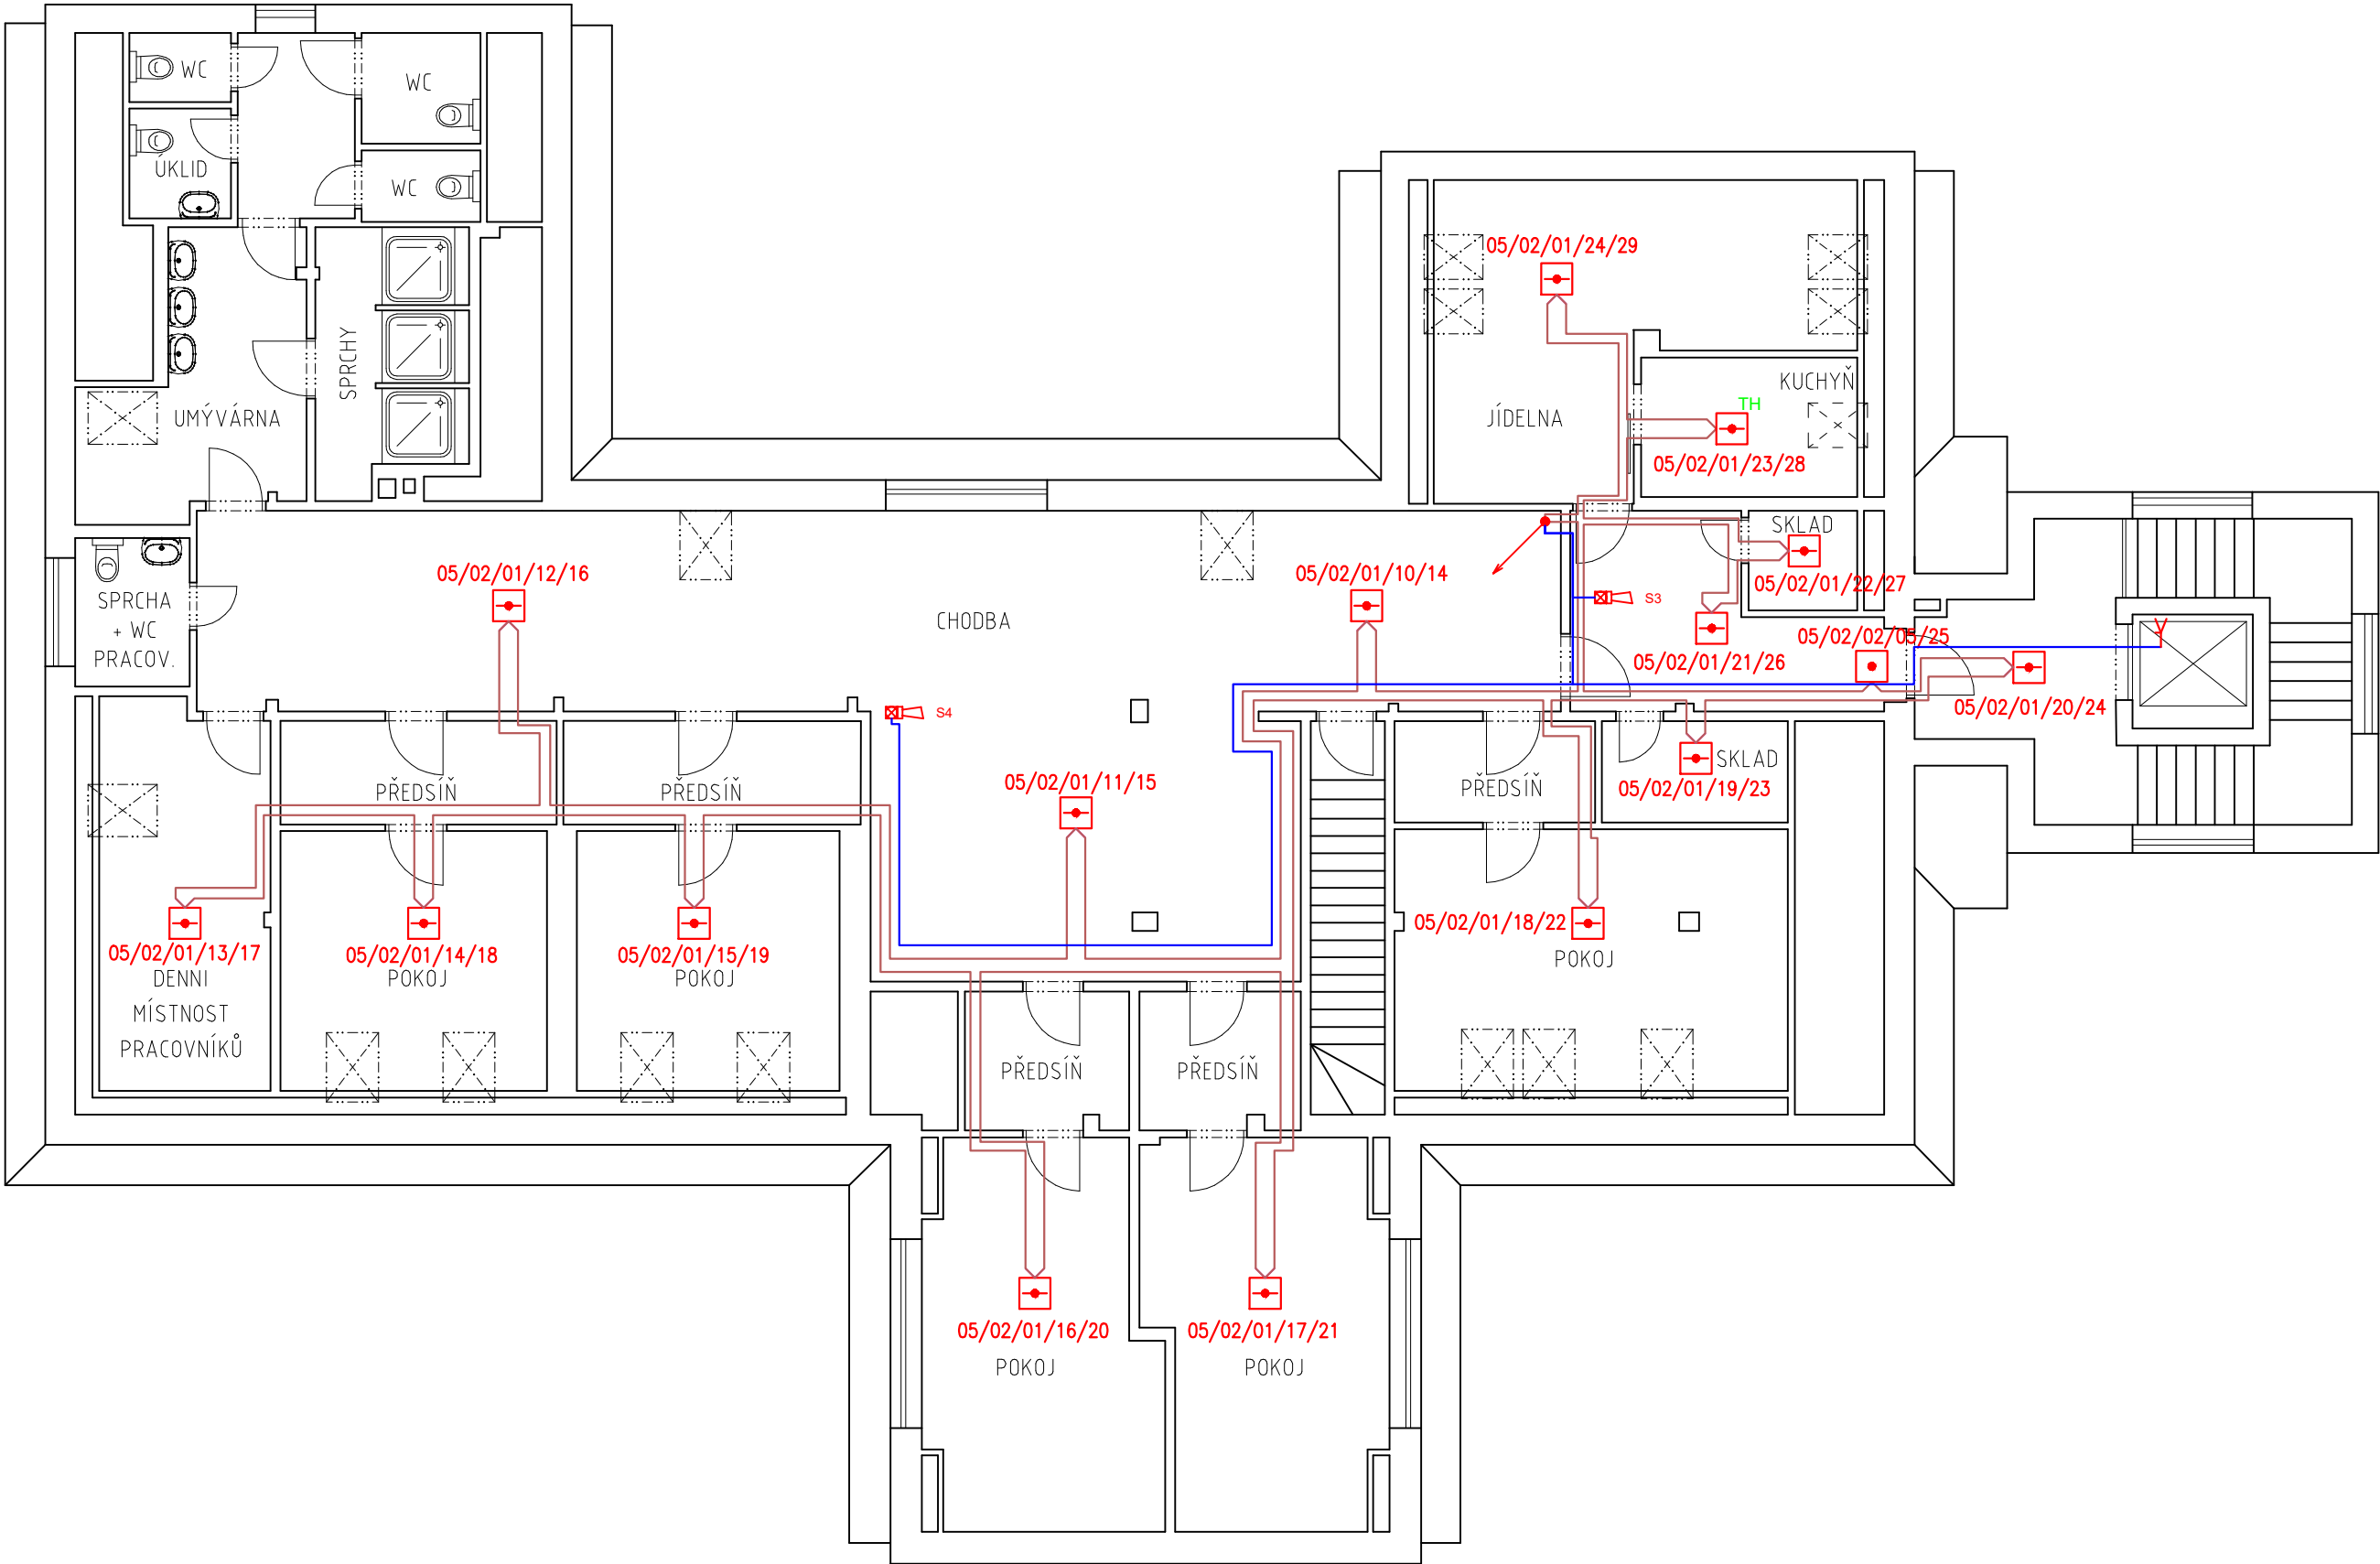 WC
WC
ÚKLID
WC
05/02/01/24/29
SPRCHY
KUCHYŇ
TH
UMÝVÁRNA
JÍDELNA
05/02/01/23/28
SKLAD
05/02/01/12/16
05/02/01/10/14
05/02/01/22/27
SPRCHA
+ WC
PRACOV.
CHODBA
S3
05/02/02/05/25
05/02/01/21/26
05/02/01/20/24
S4
SKLAD
PŘEDSÍŇ
PŘEDSÍŇ
05/02/01/11/15
PŘEDSÍŇ
05/02/01/19/23
05/02/01/18/22
POKOJ
05/02/01/13/17
DENNI
MÍSTNOST
PRACOVNÍKŮ
05/02/01/14/18
POKOJ
05/02/01/15/19
POKOJ
PŘEDSÍŇ
PŘEDSÍŇ
05/02/01/16/20
POKOJ
05/02/01/17/21
POKOJ